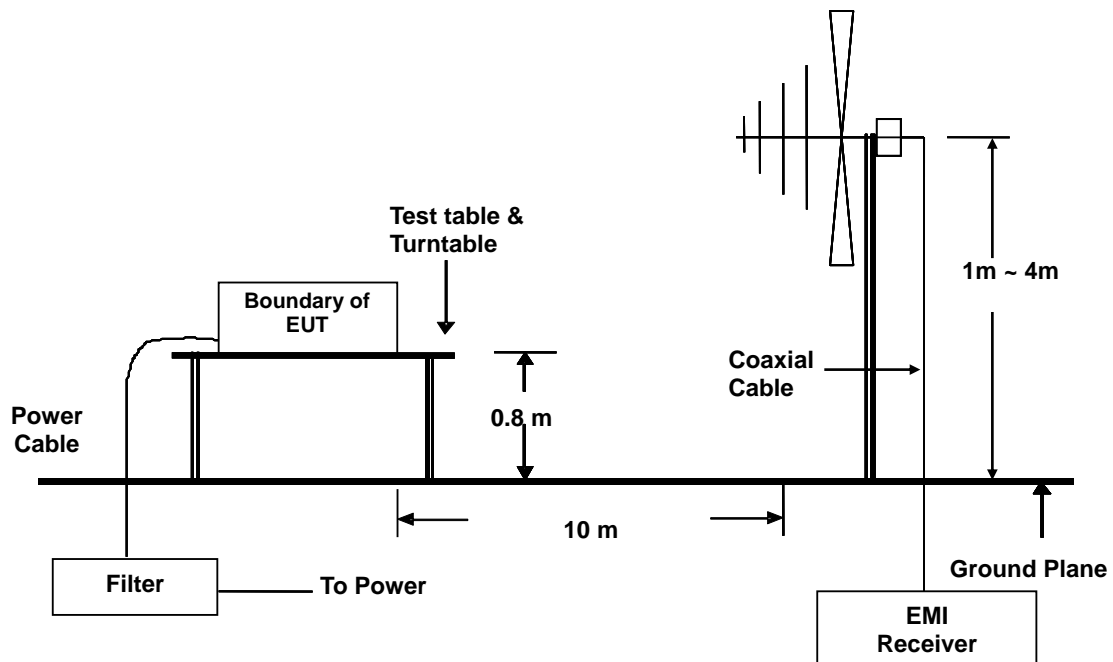 Test table &
Turntable
Boundary of
EUT
1m ~ 4m
Coaxial
Cable
0.8 m
Power
Cable
10 m
Filter
To Power
Ground Plane
EMI
Receiver